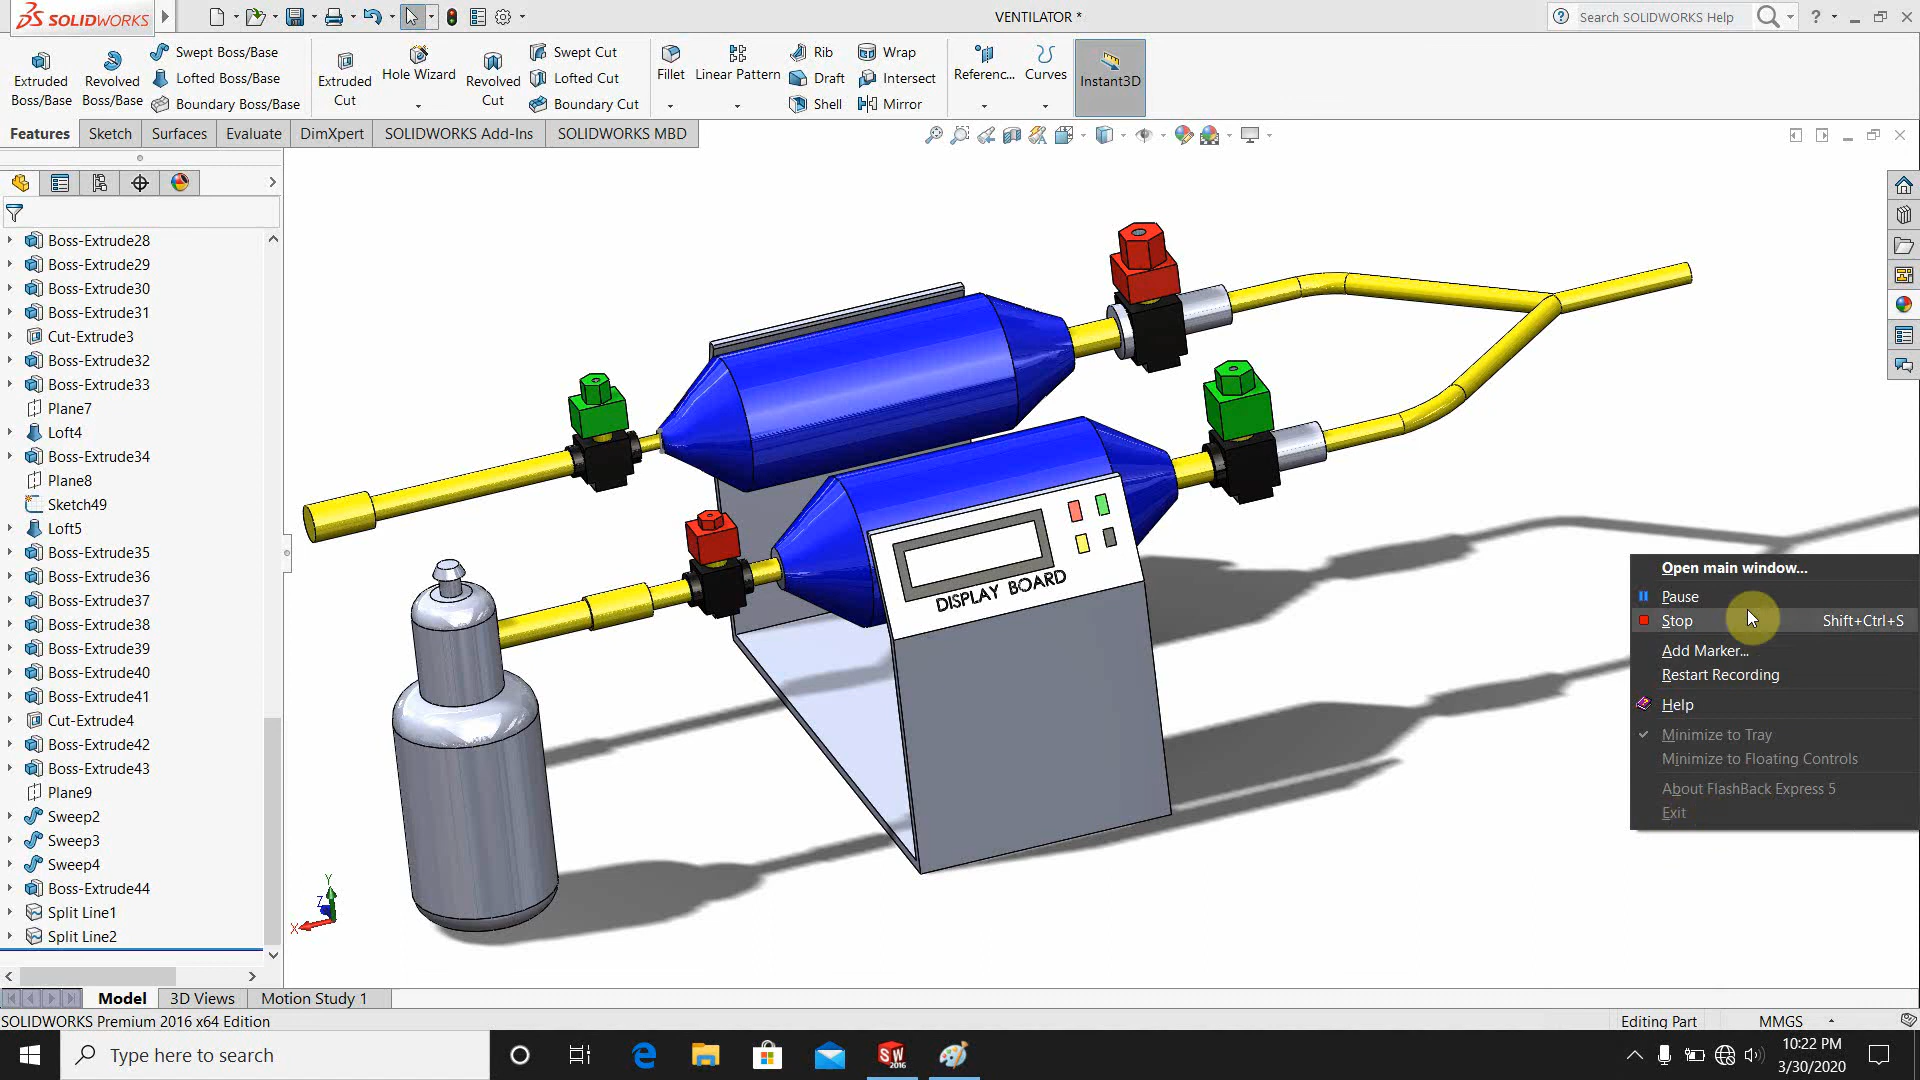 SOLIDWORKS
VENTILATOR *
Search SOLIDWORKS Help
?
Extruded Boss/Base
Revolved Boss/Base
Swept Boss/Base
Lofted Boss/Base
Boundary Boss/Base
Extruded Cut
Hole Wizard
Revolved Cut
Swept Cut
Lofted Cut
Boundary Cut
Fillet
Linear Pattern
Rib
Draft
Shell
Wrap
Intersect
Mirror
Referenc...
Curves
Instant3D
Features
Sketch
Surfaces
Evaluate
DimXpert
SOLIDWORKS Add-Ins
SOLIDWORKS MBD
Boss-Extrude28
Boss-Extrude29
Boss-Extrude30
Boss-Extrude31
Cut-Extrude3
Boss-Extrude32
Boss-Extrude33
Plane7
Loft4
Boss-Extrude34
Plane8
Sketch49
Loft5
Boss-Extrude35
Boss-Extrude36
Boss-Extrude37
Boss-Extrude38
Boss-Extrude39
Boss-Extrude40
Boss-Extrude41
Cut-Extrude4
Boss-Extrude42
Boss-Extrude43
Plane9
Sweep2
Sweep3
Sweep4
Boss-Extrude44
Split Line1
Split Line2
DISPLAY BOARD
Y
Z
X
Open main window...
Pause
Stop Shift+Ctrl+S
Add Marker...
Restart Recording
Help
Minimize to Tray
Minimize to Floating Controls
About FlashBack Express 5
Exit
Model
3D Views
Motion Study 1
SOLIDWORKS Premium 2016 x64 Edition
Editing Part
MMGS
Type here to search
SW
2016
10:22 PM
3/30/2020